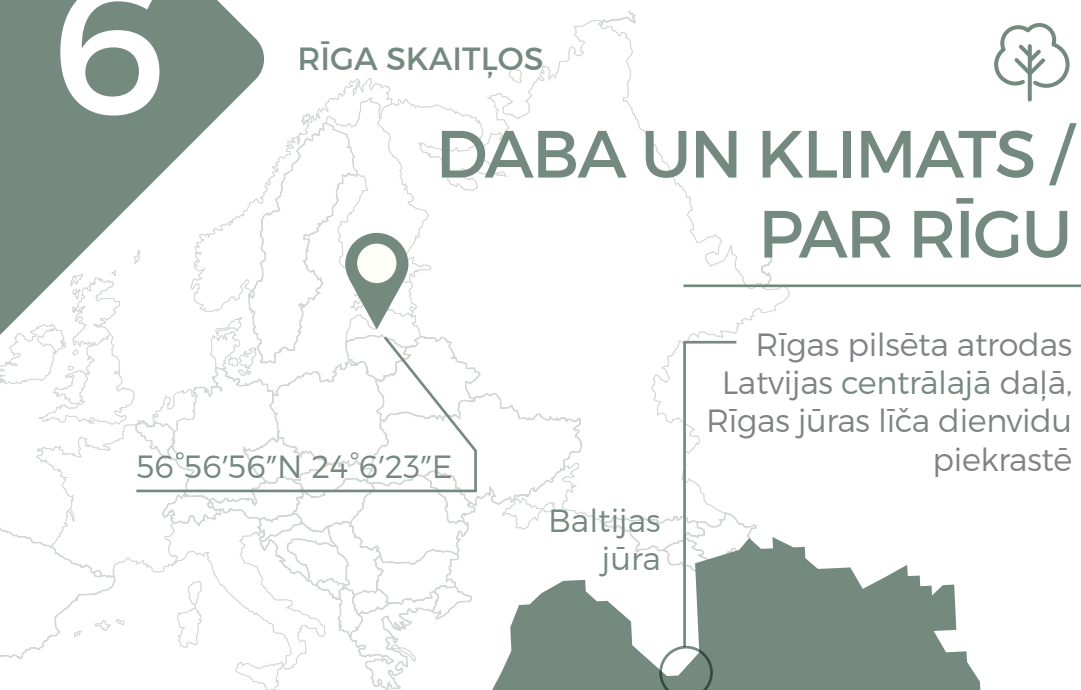 6
RĪGA SKAITĻOS
DABA UN KLIMATS /
PAR RĪGU
Rīgas pilsēta atrodas
Latvijas centrālajā daļā,
Rīgas jūras līča dienvidu
piekrastē
56°56′56″N 24°6′23″E
Baltijas
jūra